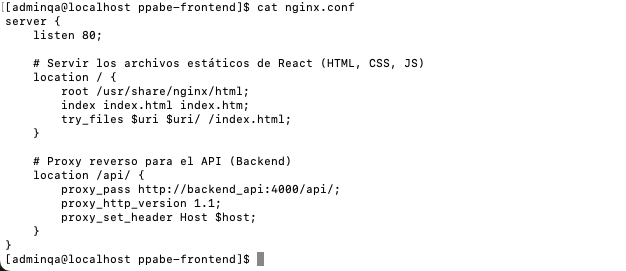 [[adminqa@localhost ppabe-frontend]$ cat nginx.conf
server {
    listen 80;

    # Servir los archivos estáticos de React (HTML, CSS, JS)
    location / {
        root /usr/share/nginx/html;
        index index.html index.htm;
        try_files $uri $uri/ /index.html;
    }

    # Proxy reverso para el API (Backend)
    location /api/ {
        proxy_pass http://backend_api:4000/api/;
        proxy_http_version 1.1;
        proxy_set_header Host $host;
    }
}
[adminqa@localhost ppabe-frontend]$